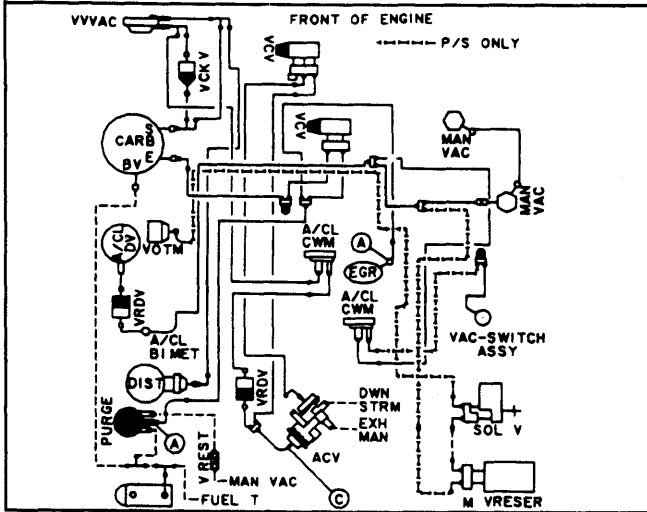 FRONT OF ENGINE
VVVAC
P/S ONLY
VCV
VCKV
CARB
S
E
BV
VCV
MAN
VAC
MAN
VAC
A/CL
DV
VOTM
A/CL
CWM
A
EGR
A/CL
CWM
VRDV
A/CL
BIMET
VAC-SWITCH
ASSY
DIST
VRDV
DWN
STRM
EXH
MAN
SOL V
PURGE
A
V REST
ACV
MAN VAC
C
FUEL T
M VRESER